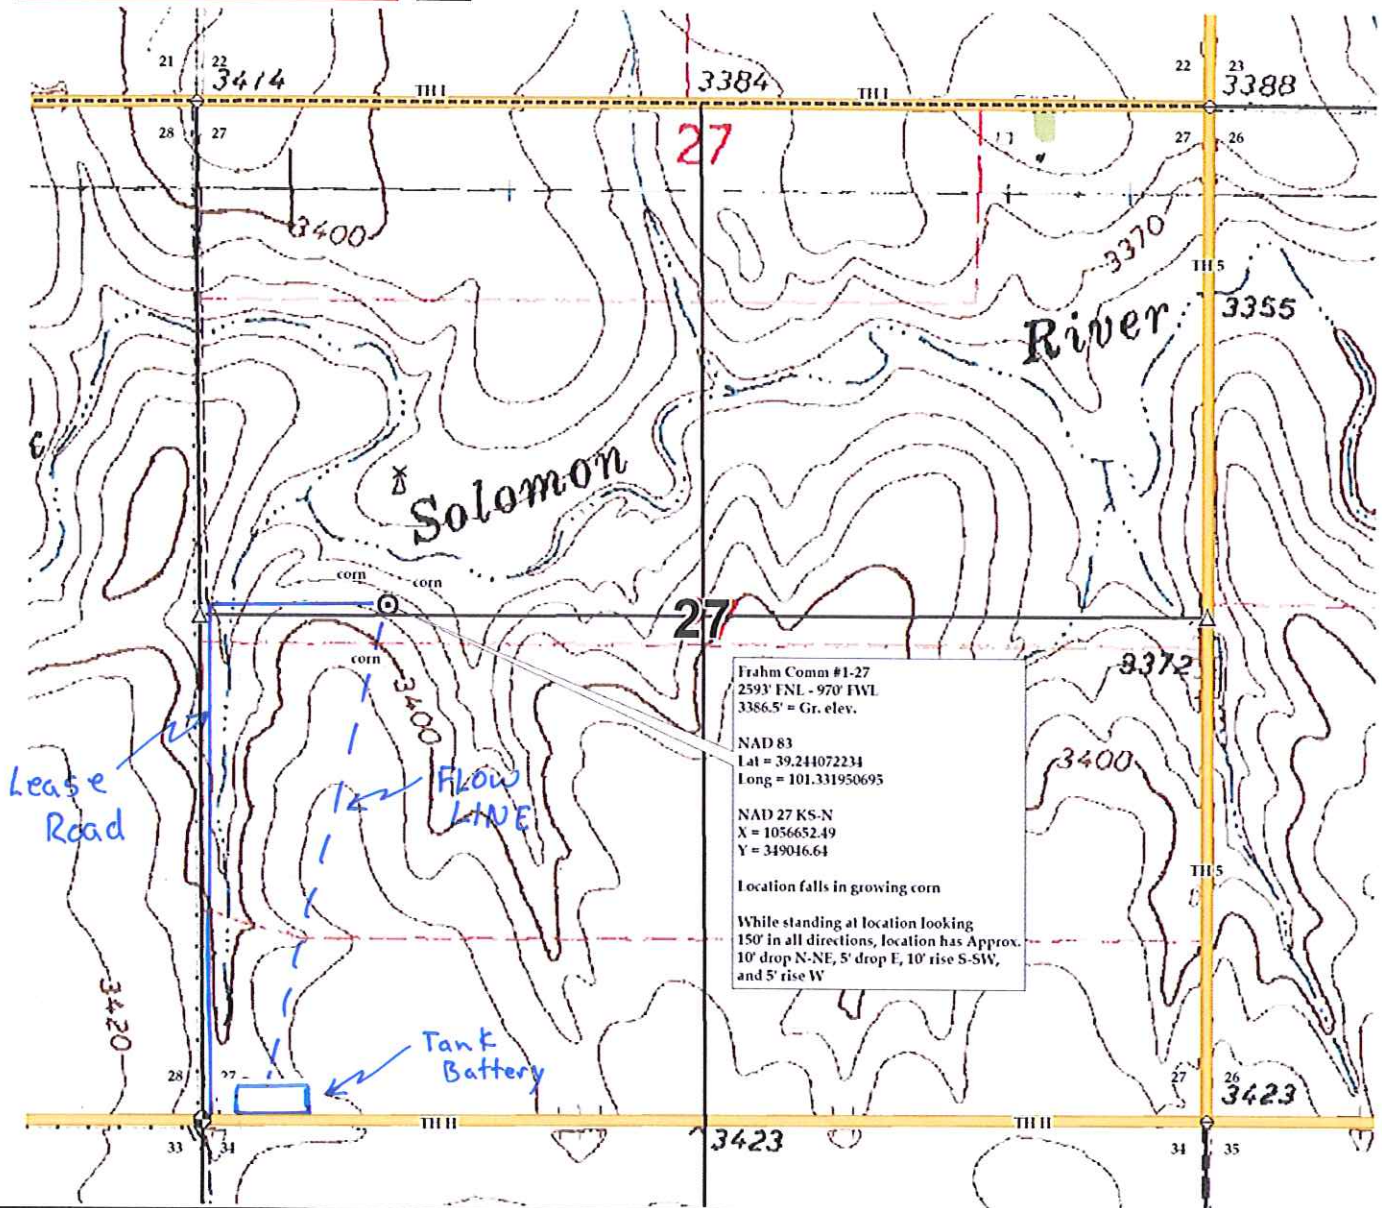 21 22
3414
TH I
3384
TH I
22 23
3388
28 27
27
27 26
3400
3370
TH 5
3355
River
Solomon
corn corn
27
corn
3372
3400
3400
Frahm Comm #1-27
2593' FNL - 970' FWL
3386.5' = Gr. elev.
NAD 83
Lat = 39.244072234
Long = 101.331950695
NAD 27 KS-N
X = 1056652.49
Y = 349046.64
Location falls in growing corn
While standing at location looking
150' in all directions, location has Approx.
10' drop N-NE, 5' drop E, 10' rise S-SW,
and 5' rise W
Lease
Road
FLOW
LINE
TH 5
3420
Tank
Battery
28 27
27 26
3423
TH II
3423
TH II
33 34
34 35